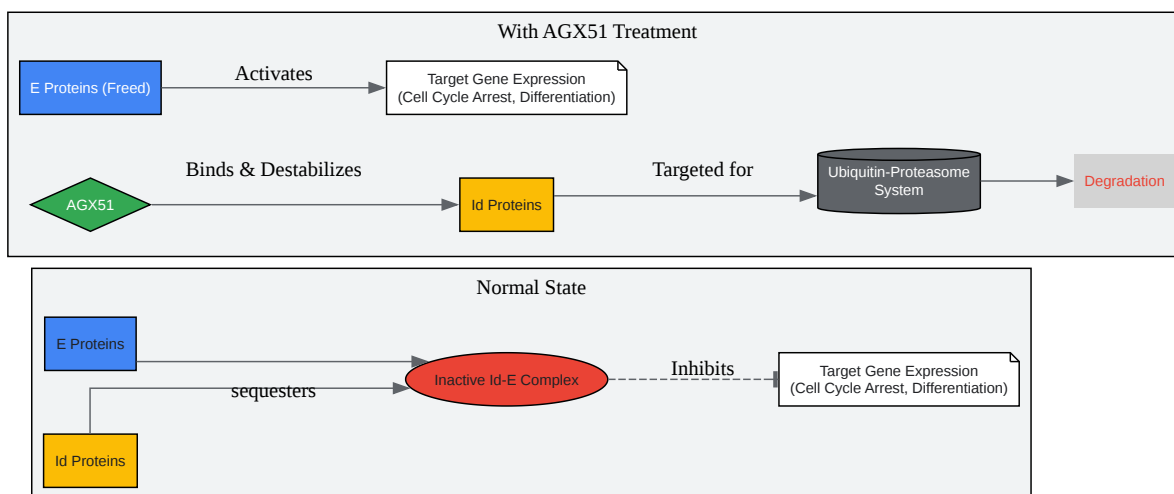 With AGX51 Treatment
E Proteins (Freed)
Activates
Target Gene Expression
(Cell Cycle Arrest, Differentiation)
AGX51
Binds & Destabilizes
Id Proteins
Targeted for
Ubiquitin-Proteasome
System
Degradation
Normal State
E Proteins
Id Proteins
sequesters
Inactive Id-E Complex
Inhibits
Target Gene Expression
(Cell Cycle Arrest, Differentiation)